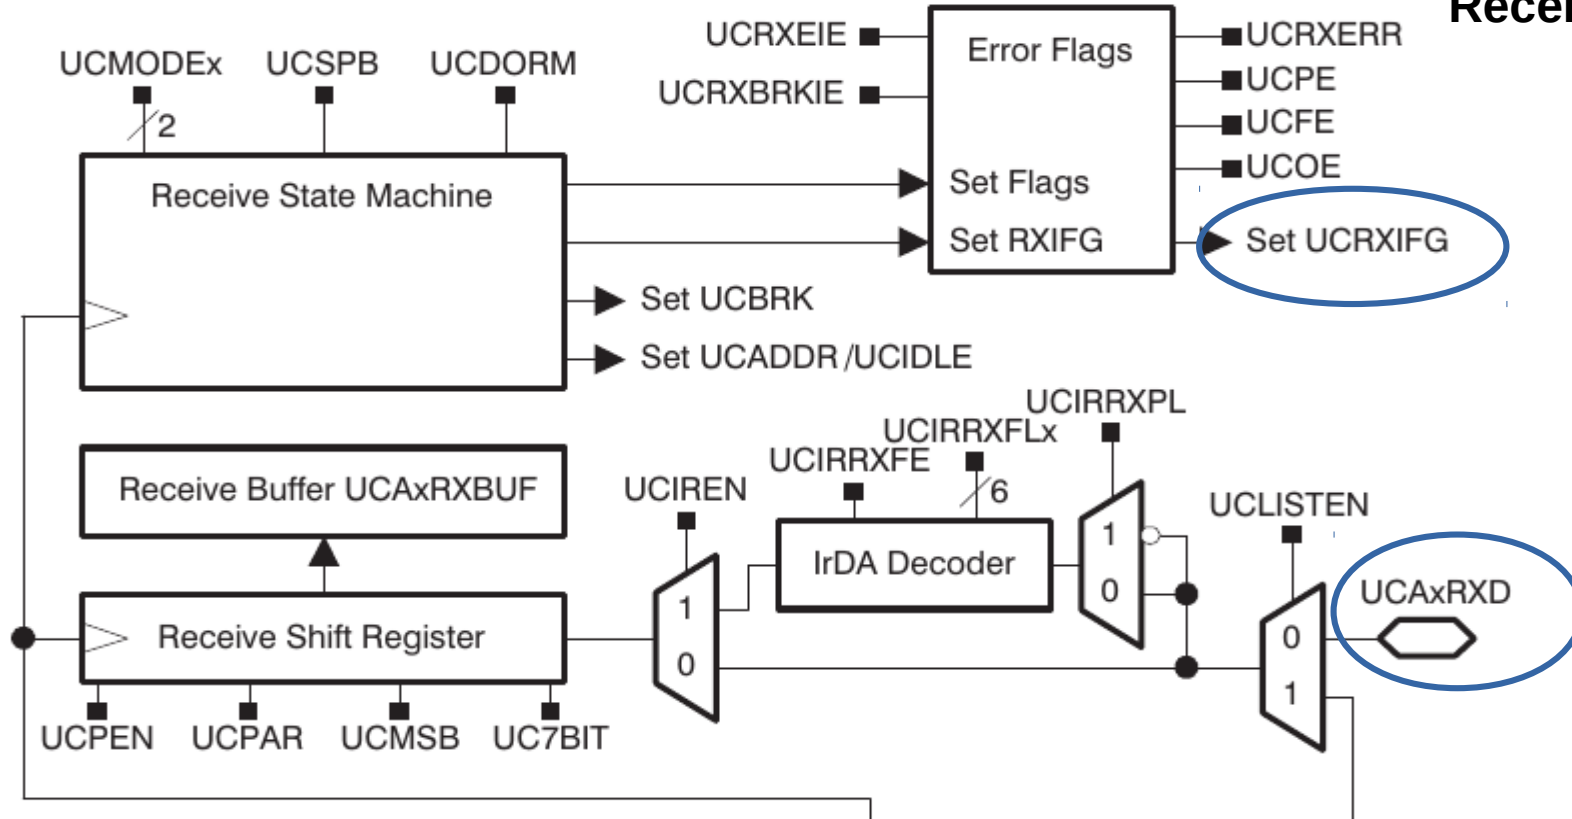 Recei
UCRXEIE
UCRXERR
UCMODEx UCSPB UCDORM
Error Flags
UCPE
UCRXBRKIE
2
UCFE
UCOE
Receive State Machine
Set Flags
Set RXIFG
Set UCRXIFG
Set UCBRK
Set UCADDR /UCIDLE
UCIRRXPL
UCIRRXFLx
UCIRRXFE
Receive Buffer UCAxRXBUF
UCIREN
6
UCLISTEN
1
IrDA Decoder
0
UCAxRXD
1
Receive Shift Register
0
0
1
UCPEN UCPAR UCMSB UC7BIT